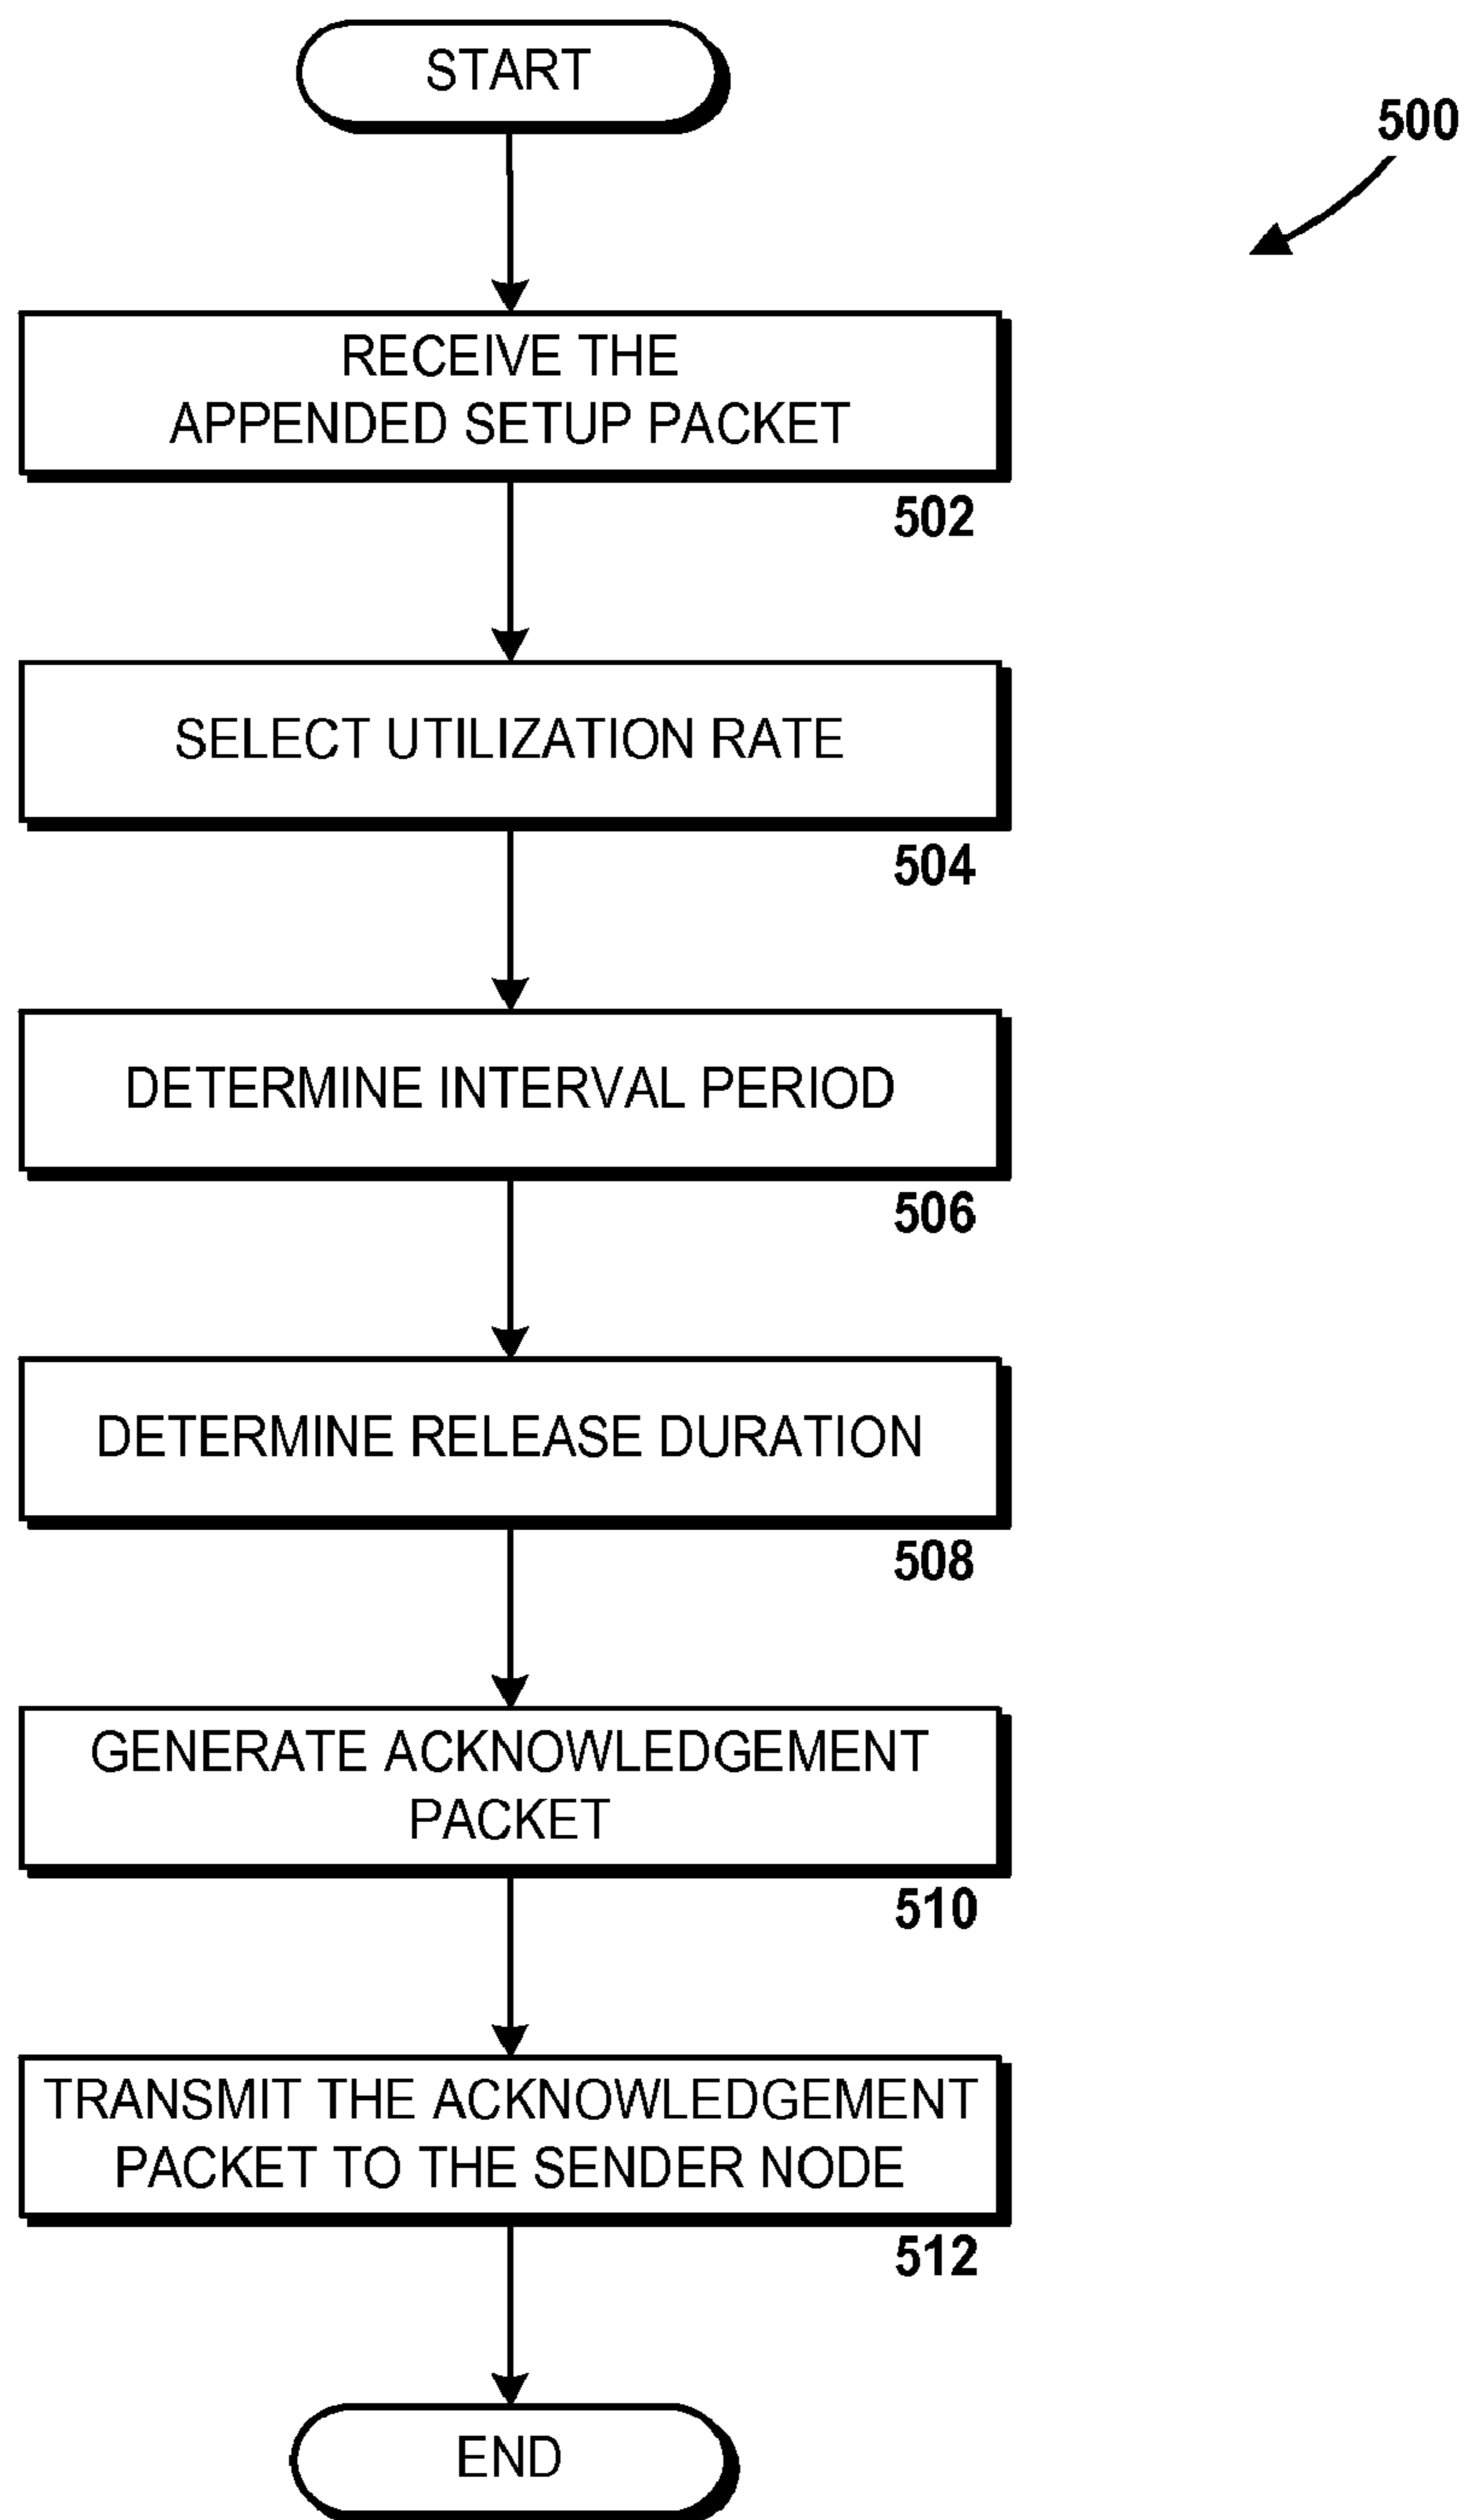 START
500
RECEIVE THE
APPENDED SETUP PACKET
502
SELECT UTILIZATION RATE
504
DETERMINE INTERVAL PERIOD
506
DETERMINE RELEASE DURATION
508
GENERATE ACKNOWLEDGEMENT
PACKET
510
TRANSMIT THE ACKNOWLEDGEMENT
PACKET TO THE SENDER NODE
512
END